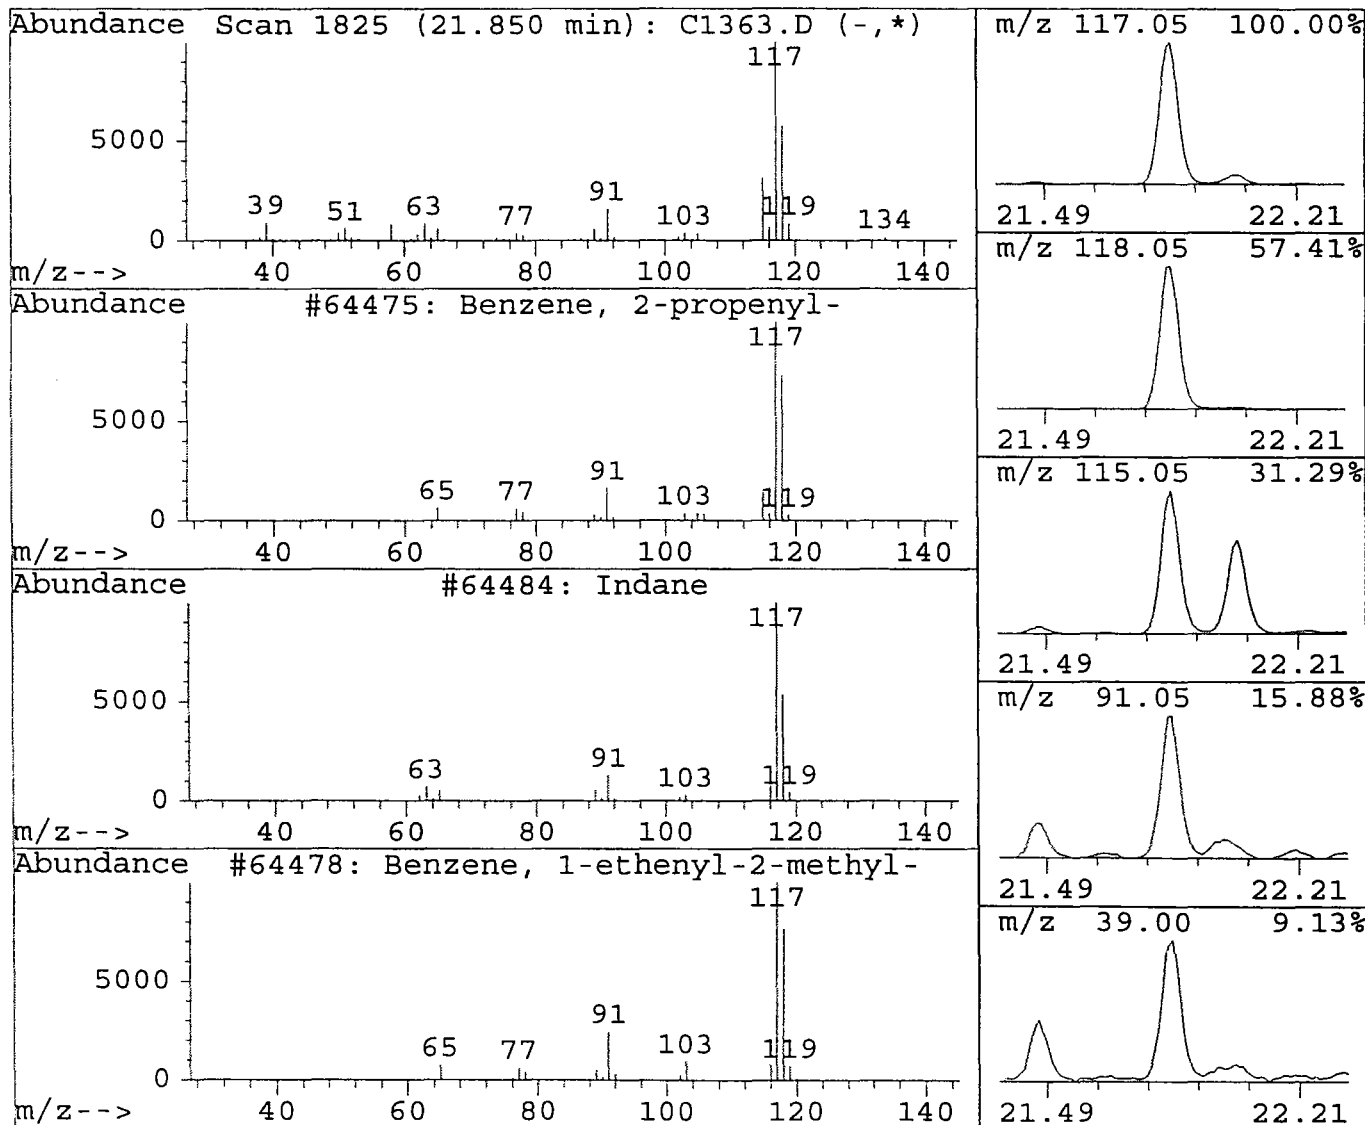 Abundance Scan 1825 (21.850 min): C1363.D (-,*)
117
5000
39 51 63 77 91 103 119 134
0
m/z--> 40 60 80 100 120 140
Abundance #64475: Benzene, 2-propenyl-
117
5000
65 77 91 103 119
0
m/z--> 40 60 80 100 120 140
Abundance #64484: Indane
117
5000
63 91 103 119
0
m/z--> 40 60 80 100 120 140
Abundance #64478: Benzene, 1-ethenyl-2-methyl-
117
5000
65 77 91 103 119
0
m/z--> 40 60 80 100 120 140
m/z 117.05 100.00%
21.49 22.21
m/z 118.05 57.41%
21.49 22.21
m/z 115.05 31.29%
21.49 22.21
m/z 91.05 15.88%
21.49 22.21
m/z 39.00 9.13%
21.49 22.21